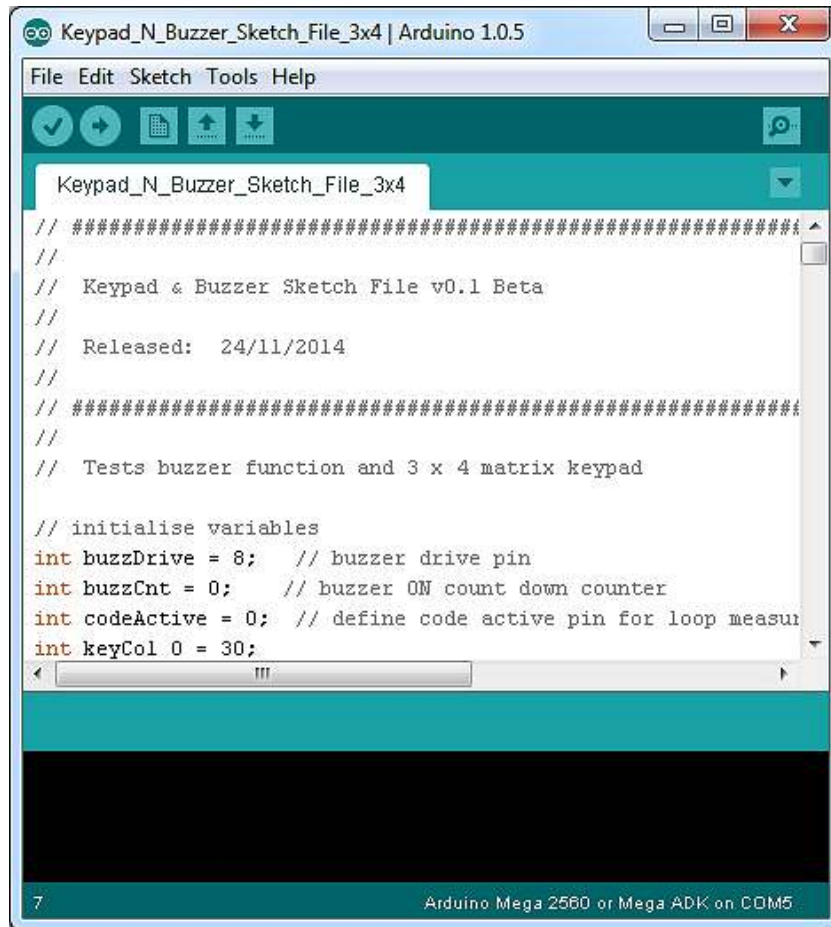 Keypad_N_Buzzer_Sketch_File_3x4 | Arduino 1.0.5
File Edit Sketch Tools Help
Keypad_N_Buzzer_Sketch_File_3x4
// ###########################################################
//
//  Keypad & Buzzer Sketch File v0.1 Beta
//
//  Released:  24/11/2014
//
// ###########################################################
//
//  Tests buzzer function and 3 x 4 matrix keypad
// initialise variables
int buzzDrive = 8;   // buzzer drive pin
int buzzCnt = 0;     // buzzer ON count down counter
int codeActive = 0;  // define code active pin for loop measur
int keyCol_0 = 30;
7
Arduino Mega 2560 or Mega ADK on COM5